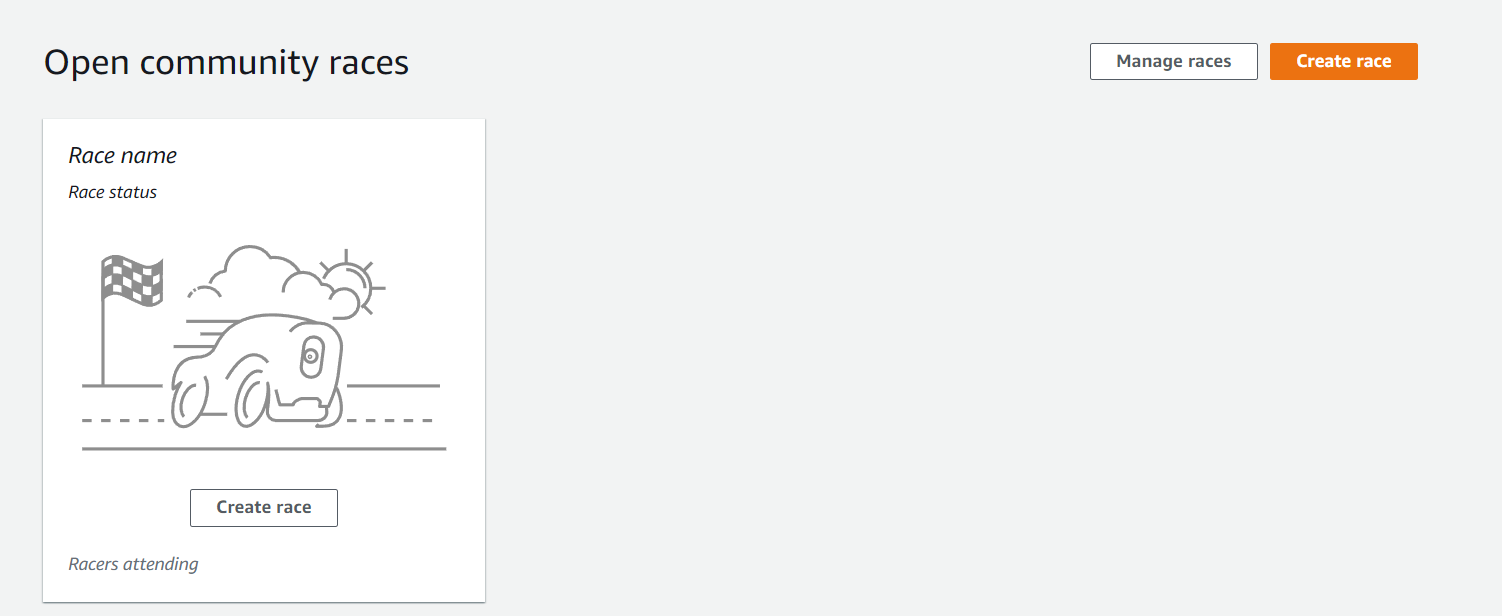 Open community races
Manage races
Create race
Race name
Race status
Create race
Racers attending